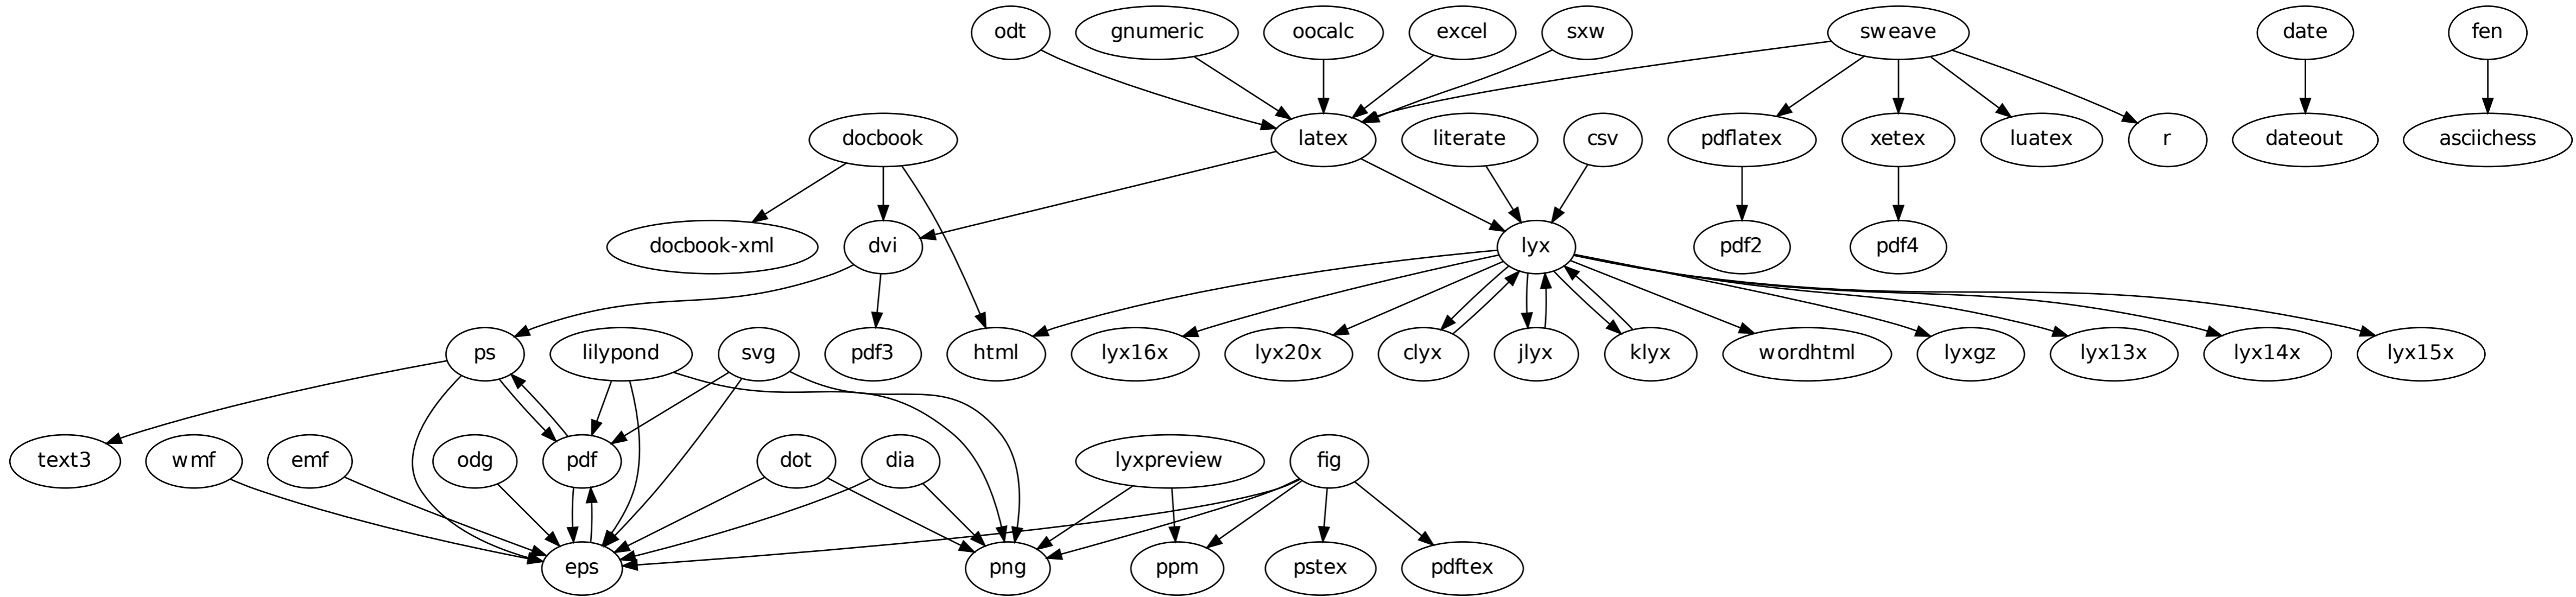 odt gnumeric oocalc excel sxw sweave date fen
docbook latex literate csv pdflatex xetex luatex r dateout asciichess
docbook-xml dvi lyx pdf2 pdf4
ps lilypond svg pdf3 html lyx16x lyx20x clyx jlyx klyx wordhtml lyxgz lyx13x lyx14x lyx15x
text3 wmf emf odg pdf dot dia lyxpreview fig
eps png ppm pstex pdftex